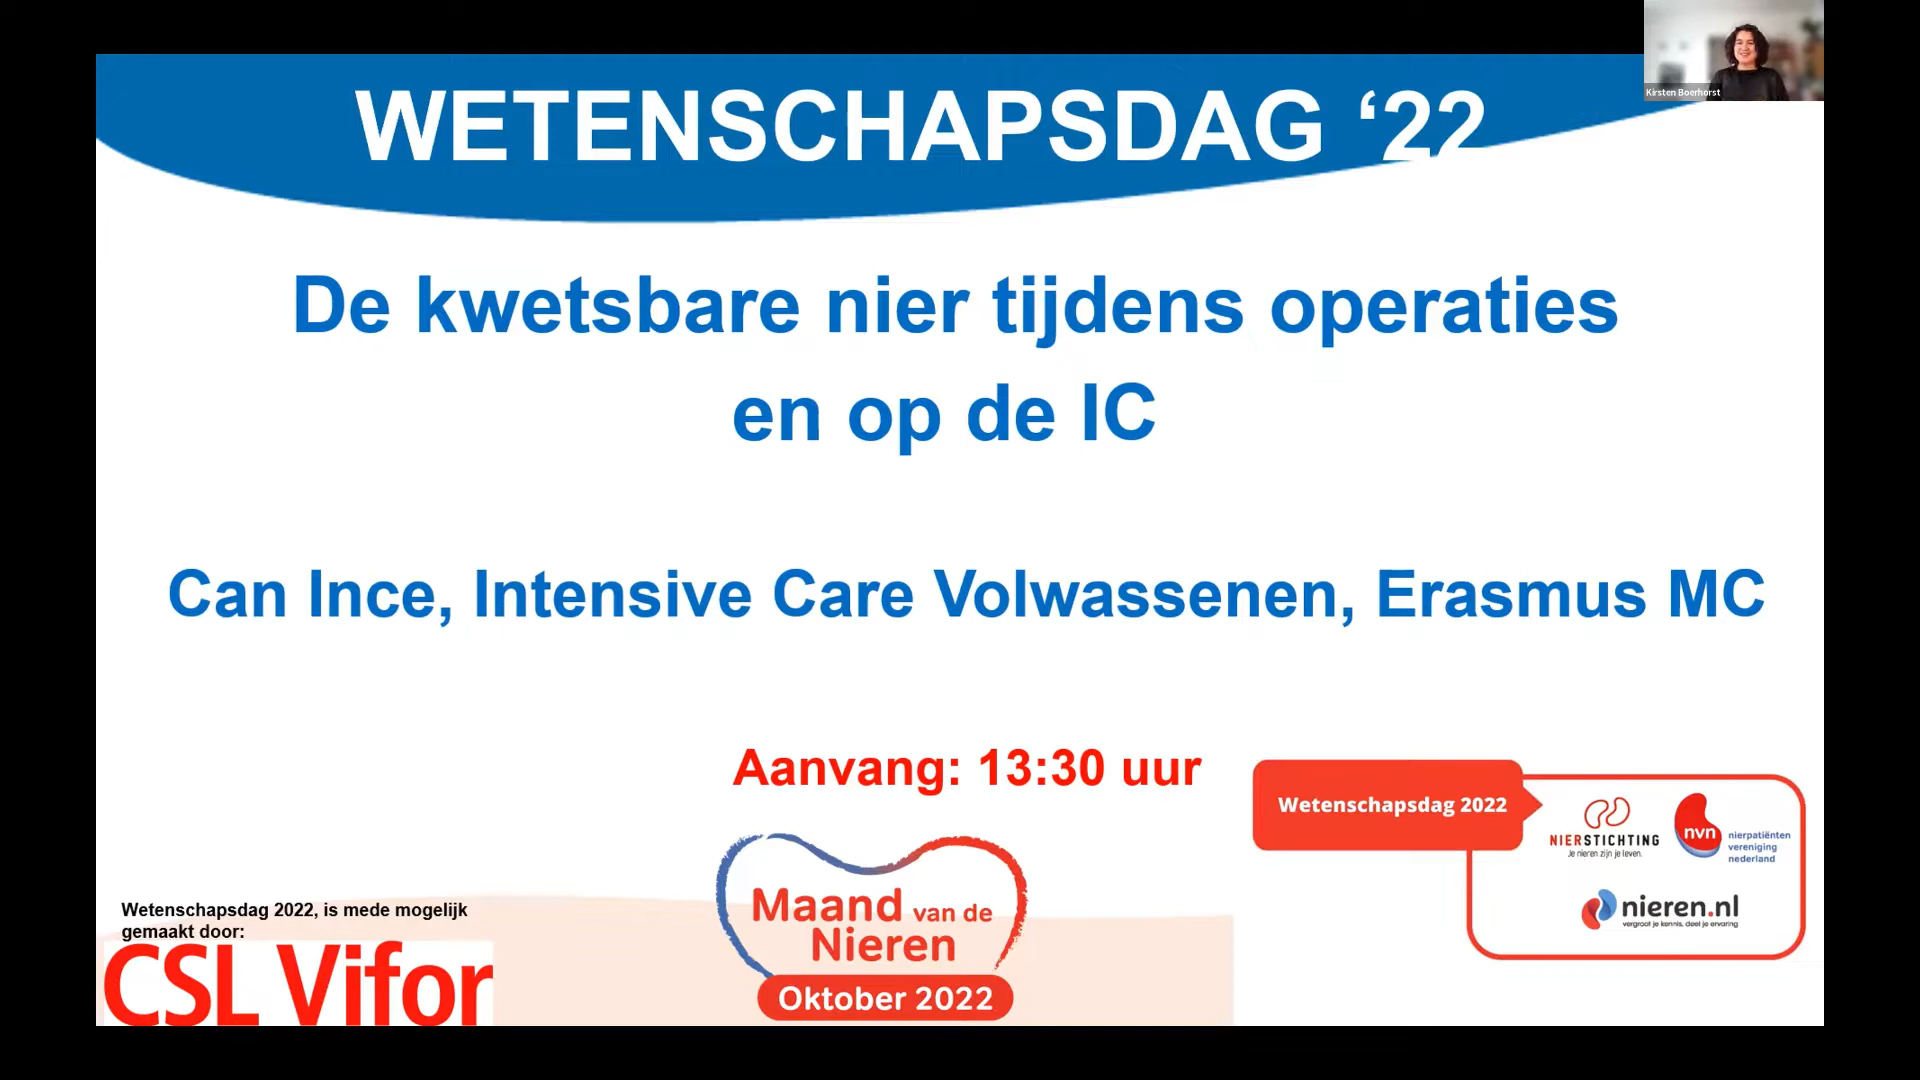 Kirsten Boerhorst
WETENSCHAPSDAG ‘22
De kwetsbare nier tijdens operaties
en op de IC
Can Ince, Intensive Care Volwassenen, Erasmus MC
Aanvang: 13:30 uur
Wetenschapsdag 2022
NIERSTICHTING
Je nieren zijn je leven.
nvn
nierpatiënten
vereniging
nederland
nieren.nl
vergroot je kennis, deel je ervaring
Wetenschapsdag 2022, is mede mogelijk
gemaakt door:
CSL Vifor
Maand van de
Nieren
Oktober 2022